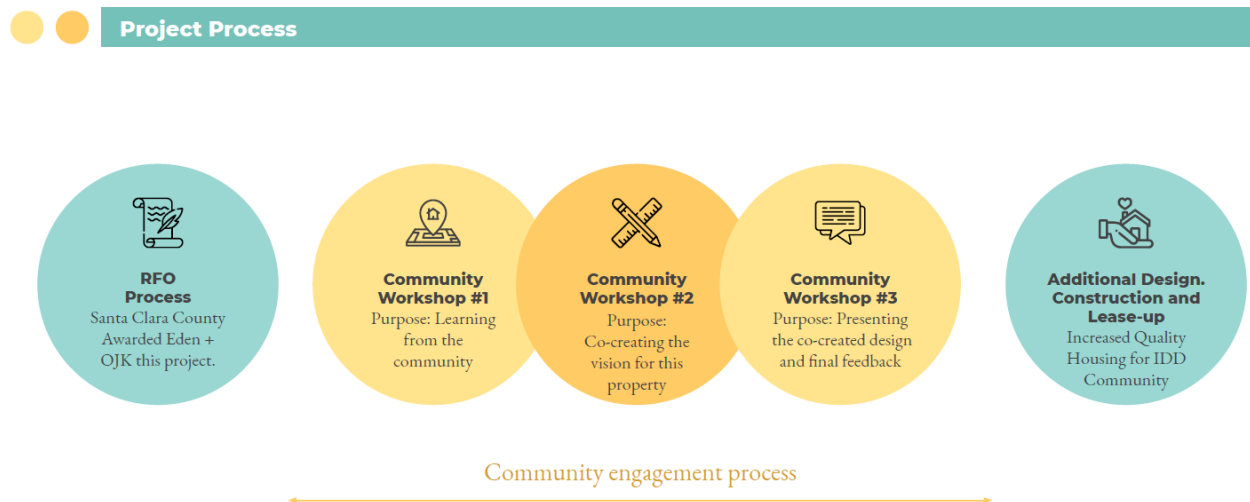 Project Process
RFO
Process
Santa Clara County
Awarded Eden +
OJK this project.
Community
Workshop #1
Purpose: Learning
from the
community
Community
Workshop #2
Purpose:
Co-creating the
vision for this
property
Community
Workshop #3
Purpose: Presenting
the co-created design
and final feedback
Additional Design.
Construction and
Lease-up
Increased Quality
Housing for IDD
Community
Community engagement process